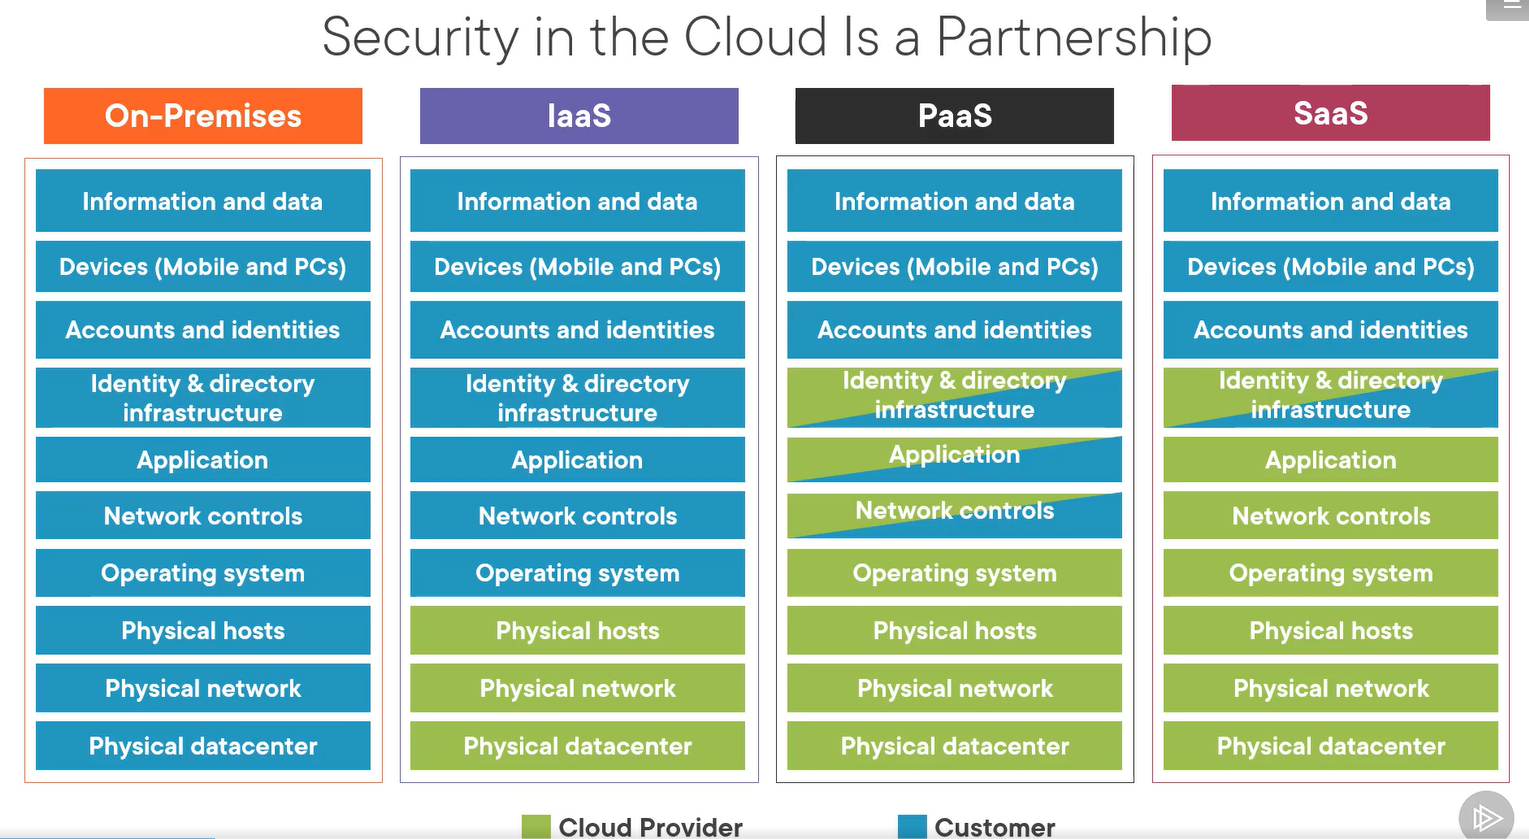 Security in the Cloud Is a Partnership
On-Premises
Information and data
Devices (Mobile and PCs)
Accounts and identities
Identity & directory
infrastructure
Application
Network controls
Operating system
Physical hosts
Physical network
Physical datacenter
IaaS
Information and data
Devices (Mobile and PCs)
Accounts and identities
Identity & directory
infrastructure
Application
Network controls
Operating system
Physical hosts
Physical network
Physical datacenter
PaaS
Information and data
Devices (Mobile and PCs)
Accounts and identities
Identity & directory
infrastructure
Application
Network controls
Operating system
Physical hosts
Physical network
Physical datacenter
SaaS
Information and data
Devices (Mobile and PCs)
Accounts and identities
Identity & directory
infrastructure
Application
Network controls
Operating system
Physical hosts
Physical network
Physical datacenter
Cloud Provider
Customer